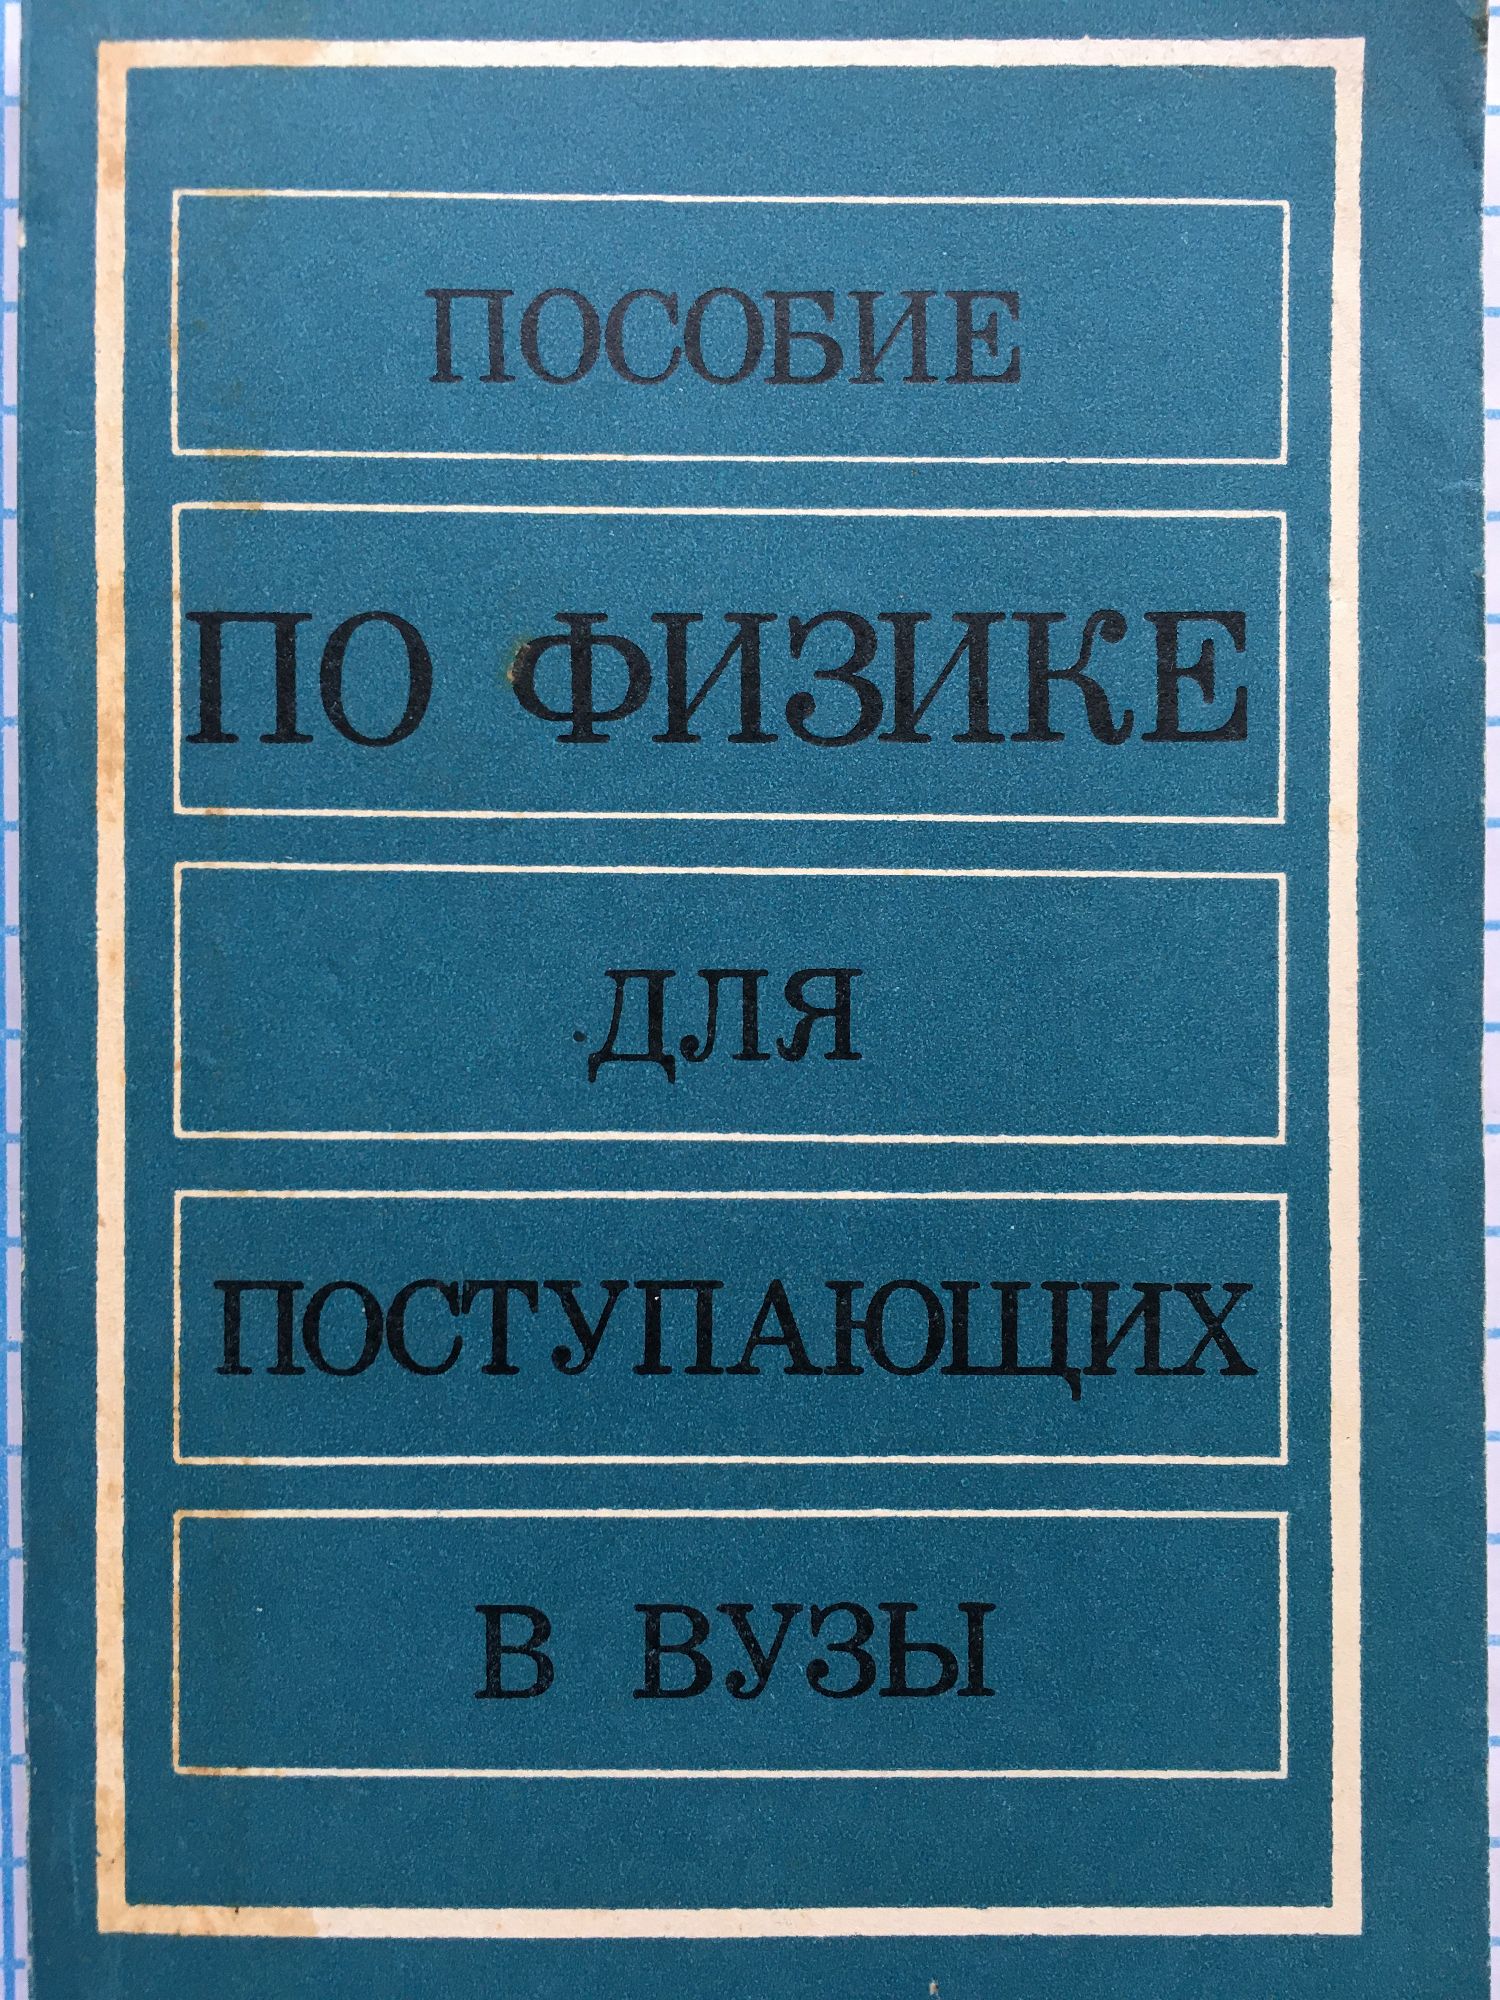 ПОСОБИЕ
ПО ФИЗИКЕ
ДЛЯ
ПОСТУПАЮЩИХ
В ВУЗЫ